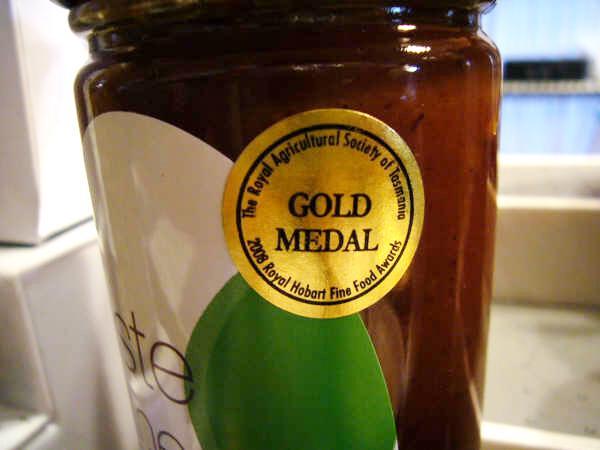 The Royal Agricultural Society of Tasmania
GOLD
MEDAL
2008 Royal Hobart Fine Food Awards
ste